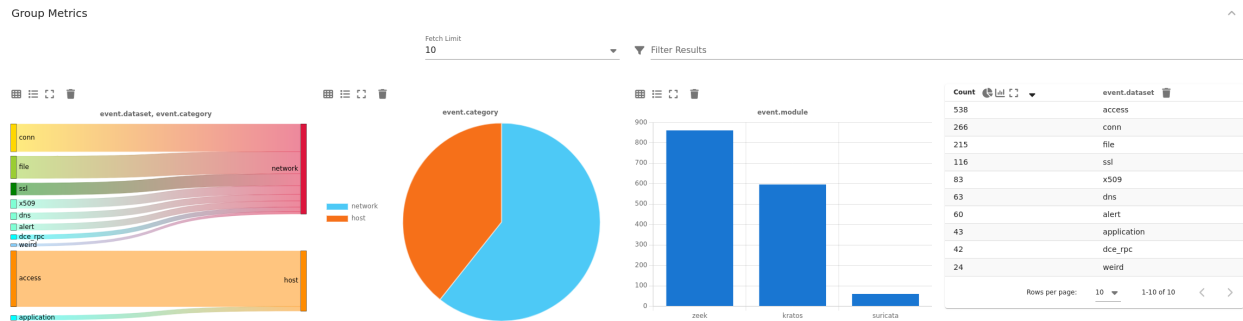 Group Metrics
Fetch Limit
10
Filter Results
event.dataset, event.category
conn
file
ssl
x509
dns
alert
dce_rpc
weird
access
application
network
host
event.category
network
host
event.module
900
800
700
600
500
400
300
200
100
0
zeek
kratos
suricata
Count event.dataset
538 access
266 conn
215 file
116 ssl
83 x509
63 dns
60 alert
43 application
42 dce_rpc
24 weird
Rows per page: 10 1-10 of 10